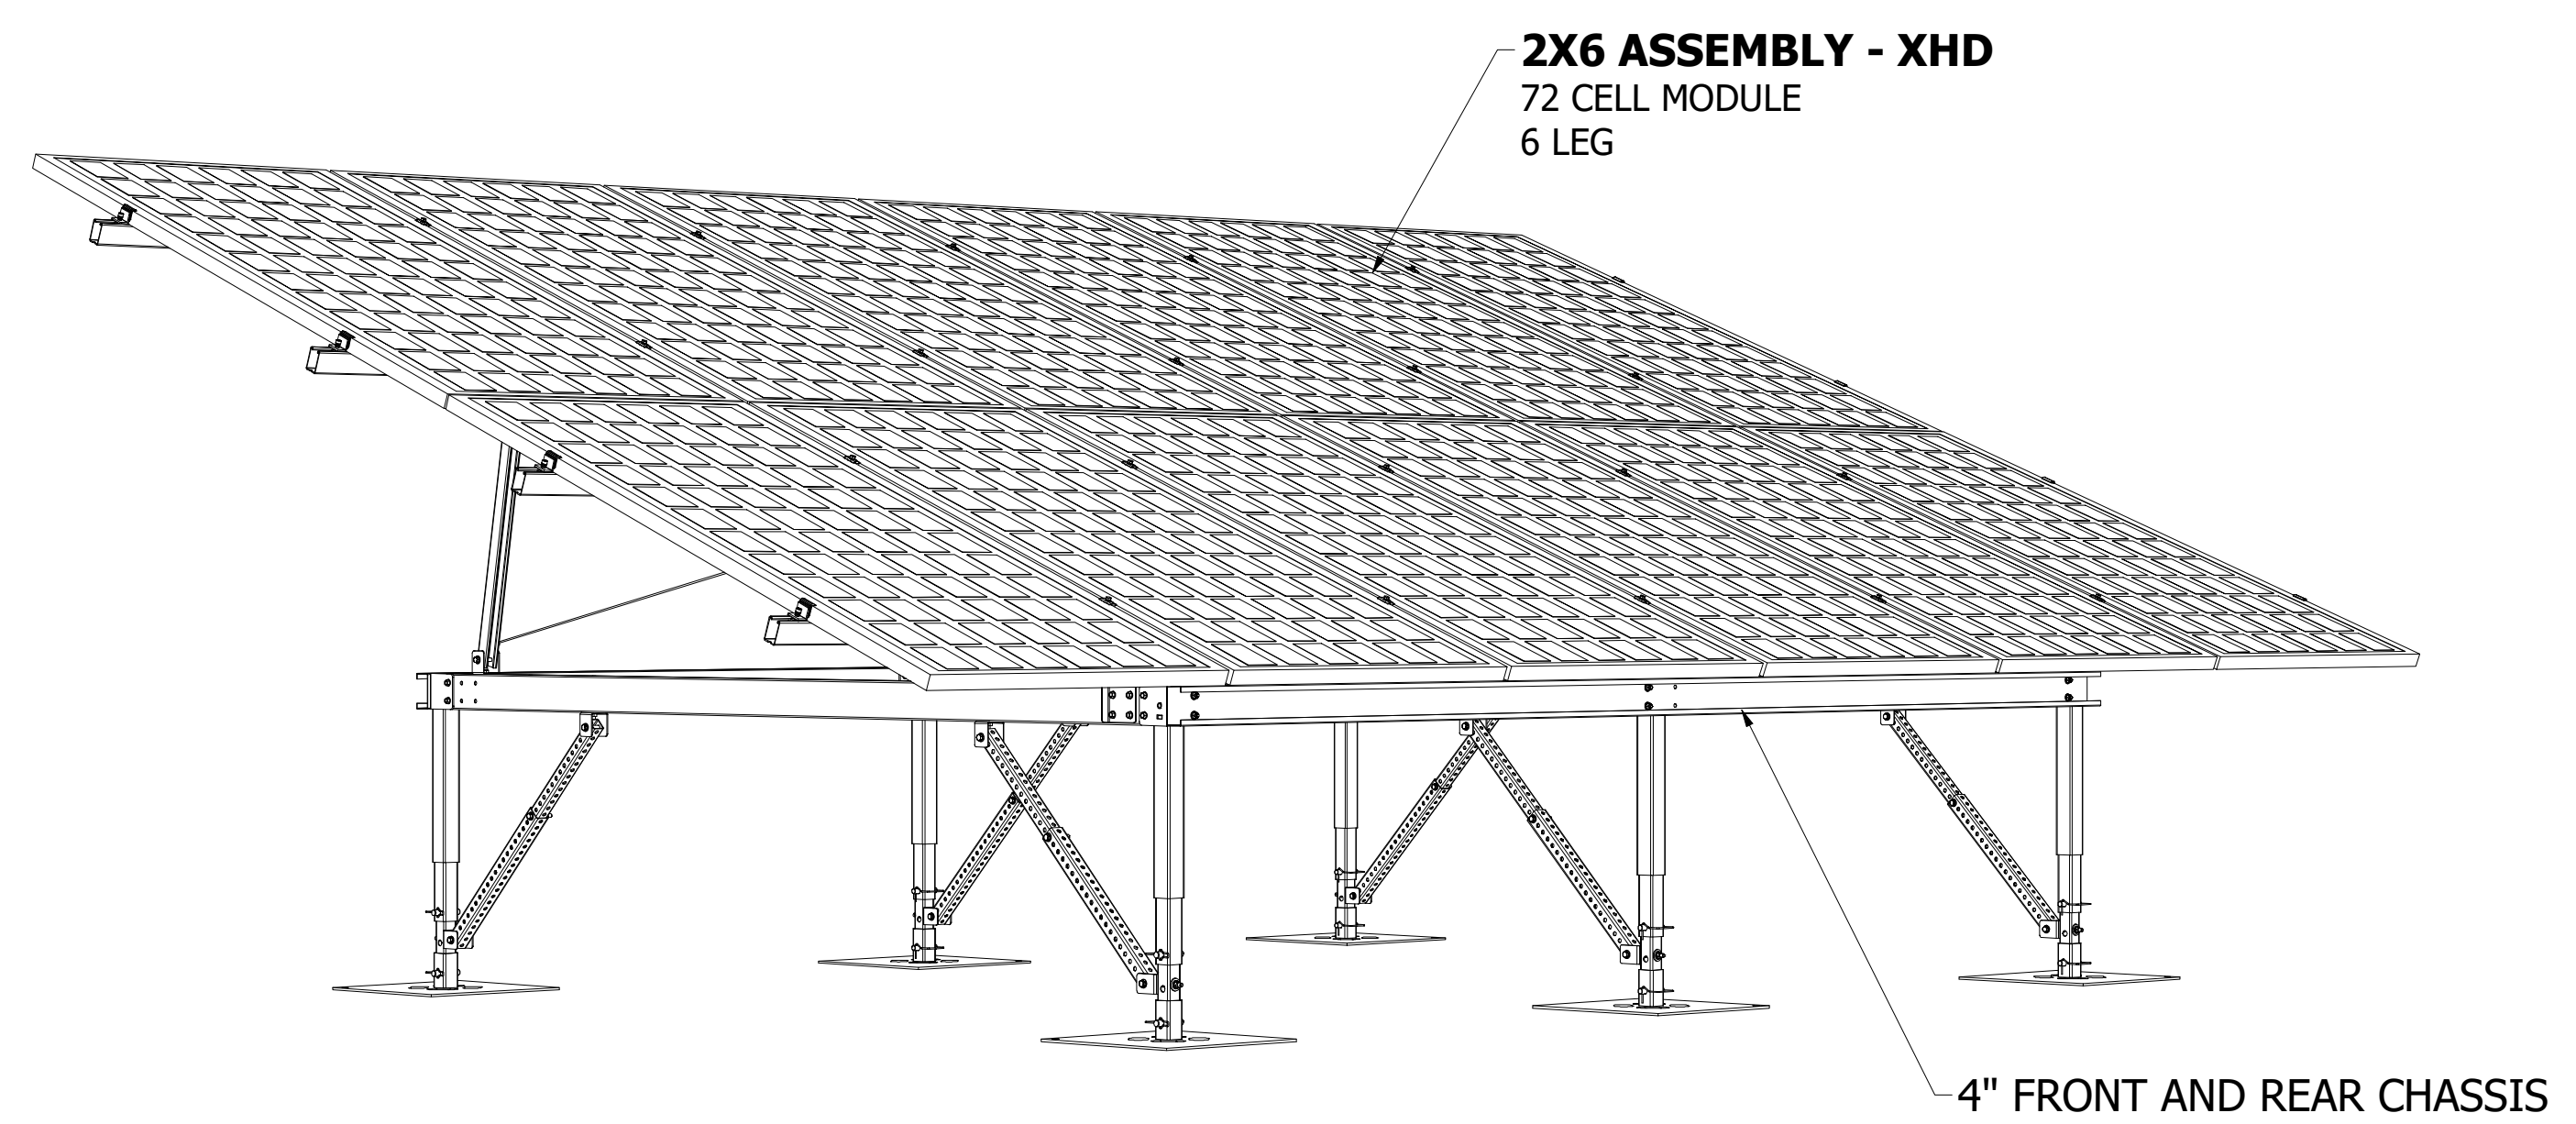 2X6 ASSEMBLY - XHD
72 CELL MODULE
6 LEG
4" FRONT AND REAR CHASSIS